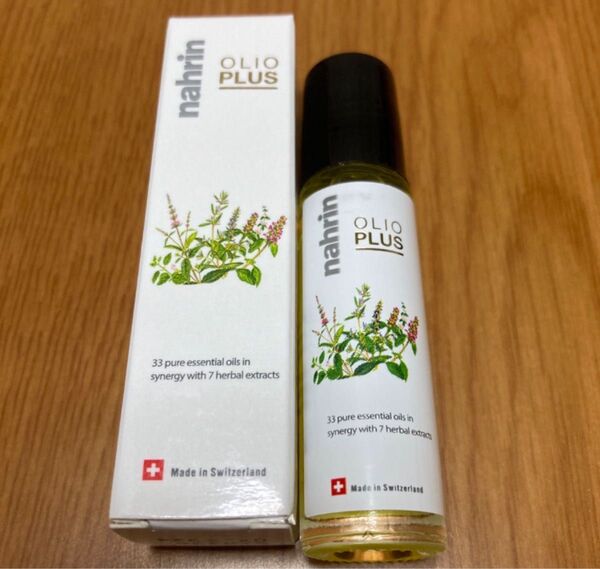 nahrin
OLIO
PLUS
33 pure essential oils in
synergy with 7 herbal extracts
Made in Switzerland
nahrin
OLIO
PLUS
33 pure essential oils in
synergy with 7 herbal extracts
Made in Switzerland